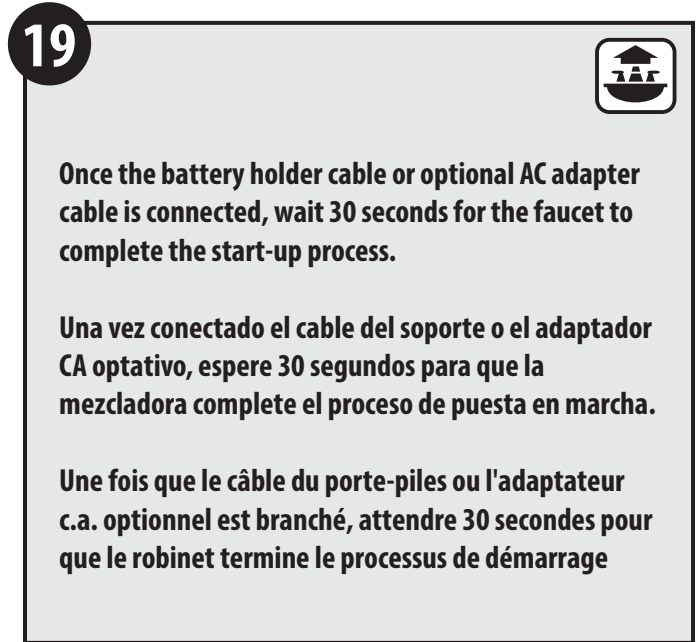 19
Once the battery holder cable or optional AC adapter
cable is connected, wait 30 seconds for the faucet to
complete the start-up process.
Una vez conectado el cable del soporte o el adaptador
CA optativo, espere 30 segundos para que la
mezcladora complete el proceso de puesta en marcha.
Une fois que le câble du porte-piles ou l'adaptateur
c.a. optionnel est branché, attendre 30 secondes pour
que le robinet termine le processus de démarrage